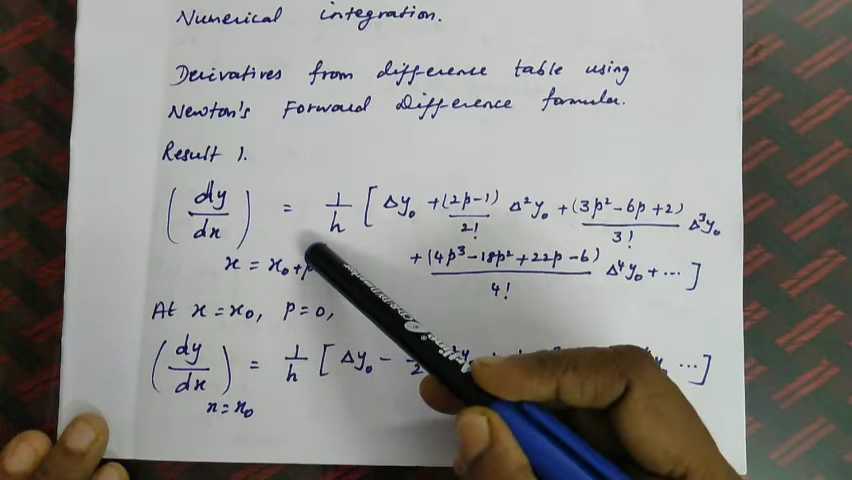 Numerical integration.
Derivatives from difference table using
Newton's Forward Difference formula.
Result 1.
(dy/dx) = 1/h [ Δy₀ + (2p-1)/2! Δ²y₀ + (3p²-6p+2)/3! Δ³y₀
x = x₀+p + (4p³-18p²+22p-6)/4! Δ⁴y₀ + ... ]
At x = x₀, p = 0,
(dy/dx) = 1/h [ Δy₀ - ... ]
x = x₀